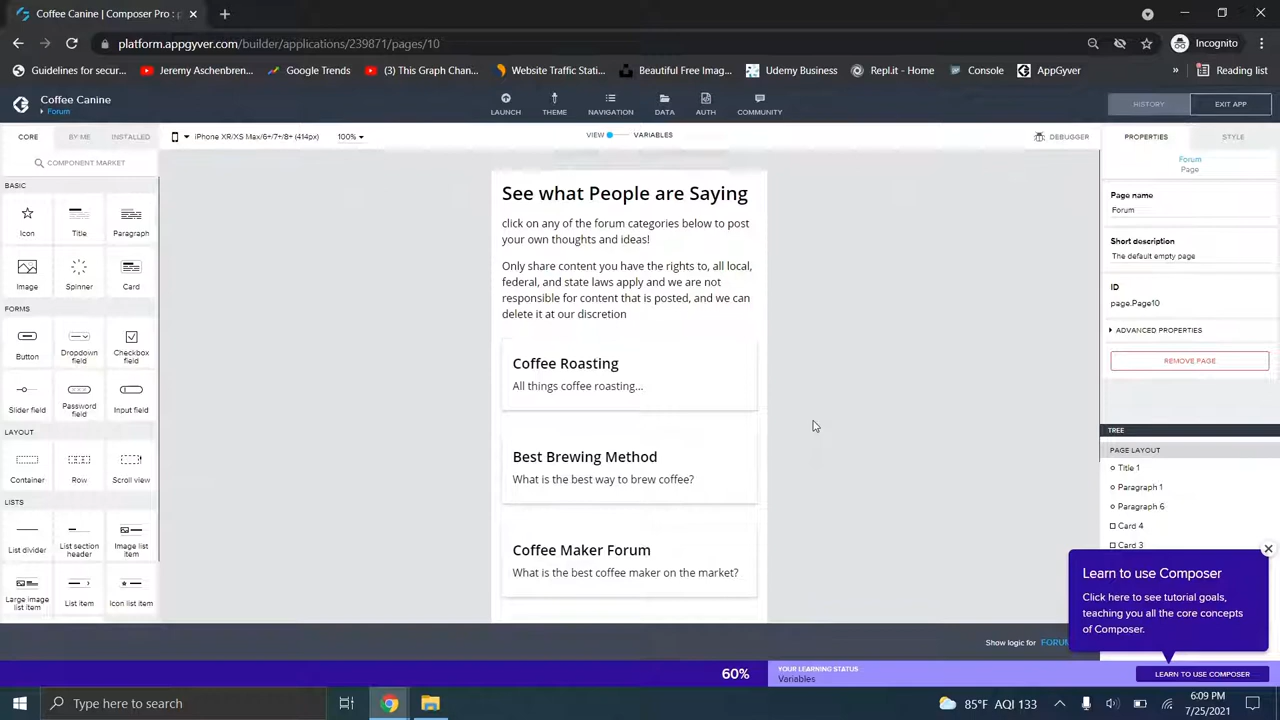 Coffee Canine | Composer Pro : p
platform.appgyver.com/builder/applications/239871/pages/10
Incognito
Guidelines for secur...
Jeremy Aschenbren...
Google Trends
(3) This Graph Chan...
Website Traffic Stati...
Beautiful Free Imag...
Udemy Business
Repl.it - Home
Console
AppGyver
»
Reading list
Coffee Canine
Forum
LAUNCH
THEME
NAVIGATION
DATA
AUTH
COMMUNITY
HISTORY
EXIT APP
CORE
BY ME
INSTALLED
iPhone XR/XS Max/6+/7+/8+ (414px)
100%
VIEW
VARIABLES
DEBUGGER
PROPERTIES
STYLE
COMPONENT MARKET
BASIC
Icon
Title
Paragraph
Image
Spinner
Card
FORMS
Button
Dropdown field
Checkbox field
Slider field
Password field
Input field
LAYOUT
Container
Row
Scroll view
LISTS
List divider
List section header
Image list item
Large image list item
List item
Icon list item
See what People are Saying
click on any of the forum categories below to post
your own thoughts and ideas!
Only share content you have the rights to, all local,
federal, and state laws apply and we are not
responsible for content that is posted, and we can
delete it at our discretion
Coffee Roasting
All things coffee roasting...
Best Brewing Method
What is the best way to brew coffee?
Coffee Maker Forum
What is the best coffee maker on the market?
Forum
Page
Page name
Forum
Short description
The default empty page
ID
page.Page10
ADVANCED PROPERTIES
REMOVE PAGE
TREE
PAGE LAYOUT
Title 1
Paragraph 1
Paragraph 6
Card 4
Card 3
Learn to use Composer
Click here to see tutorial goals,
teaching you all the core concepts
of Composer.
Show logic for FORUM
60%
YOUR LEARNING STATUS
Variables
LEARN TO USE COMPOSER
Type here to search
85°F AQI 133
6:09 PM
7/25/2021